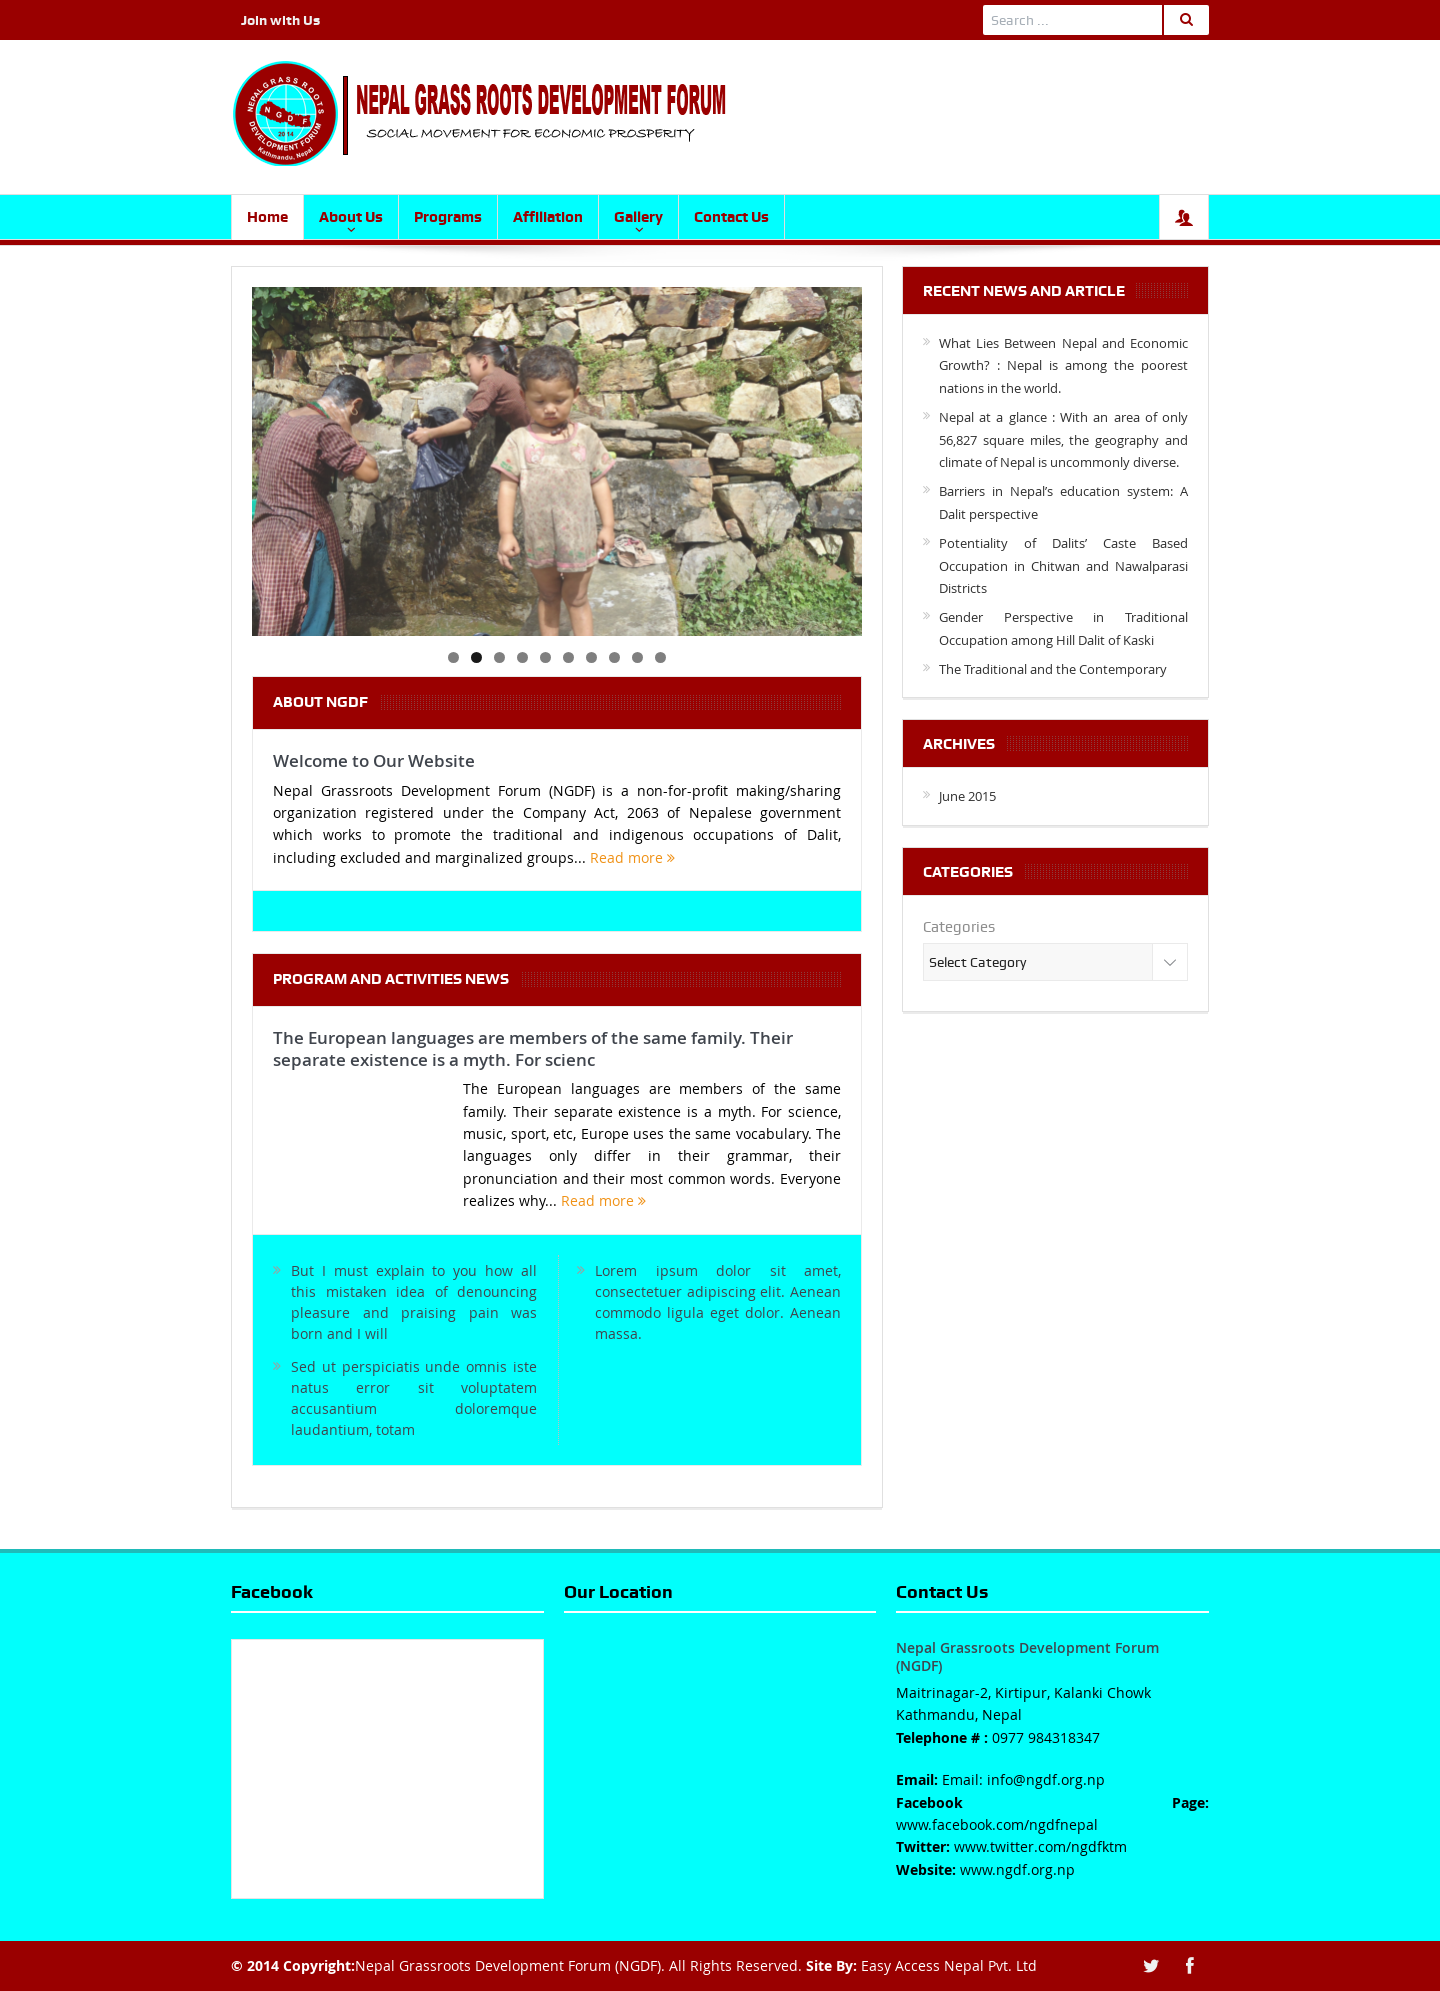 Join with Us
Search ...
NEPAL GRASS ROOTS
DEVELOPMENT FORUM
NGDF
2014
Kathmandu, Nepal
NEPAL GRASS ROOTS DEVELOPMENT FORUM
SOCIAL MOVEMENT FOR ECONOMIC PROSPERITY
Home
About Us
Programs
Affiliation
Gallery
Contact Us
ABOUT NGDF
Welcome to Our Website
Nepal Grassroots Development Forum (NGDF) is a non-for-profit making/sharing
organization registered under the Company Act, 2063 of Nepalese government
which works to promote the traditional and indigenous occupations of Dalit,
including excluded and marginalized groups... Read more »
PROGRAM AND ACTIVITIES NEWS
The European languages are members of the same family. Their
separate existence is a myth. For scienc
The European languages are members of the same
family. Their separate existence is a myth. For science,
music, sport, etc, Europe uses the same vocabulary. The
languages only differ in their grammar, their
pronunciation and their most common words. Everyone
realizes why... Read more »
» But I must explain to you how all
this mistaken idea of denouncing
pleasure and praising pain was
born and I will
» Sed ut perspiciatis unde omnis iste
natus error sit voluptatem
accusantium doloremque
laudantium, totam
» Lorem ipsum dolor sit amet,
consectetuer adipiscing elit. Aenean
commodo ligula eget dolor. Aenean
massa.
RECENT NEWS AND ARTICLE
» What Lies Between Nepal and Economic
Growth? : Nepal is among the poorest
nations in the world.
» Nepal at a glance : With an area of only
56,827 square miles, the geography and
climate of Nepal is uncommonly diverse.
» Barriers in Nepal’s education system: A
Dalit perspective
» Potentiality of Dalits’ Caste Based
Occupation in Chitwan and Nawalparasi
Districts
» Gender Perspective in Traditional
Occupation among Hill Dalit of Kaski
» The Traditional and the Contemporary
ARCHIVES
» June 2015
CATEGORIES
Categories
Select Category
Facebook
Our Location
Contact Us
Nepal Grassroots Development Forum
(NGDF)
Maitrinagar-2, Kirtipur, Kalanki Chowk
Kathmandu, Nepal
Telephone # : 0977 984318347
Email: Email: info@ngdf.org.np
Facebook Page:
www.facebook.com/ngdfnepal
Twitter: www.twitter.com/ngdfktm
Website: www.ngdf.org.np
© 2014 Copyright:Nepal Grassroots Development Forum (NGDF). All Rights Reserved. Site By: Easy Access Nepal Pvt. Ltd